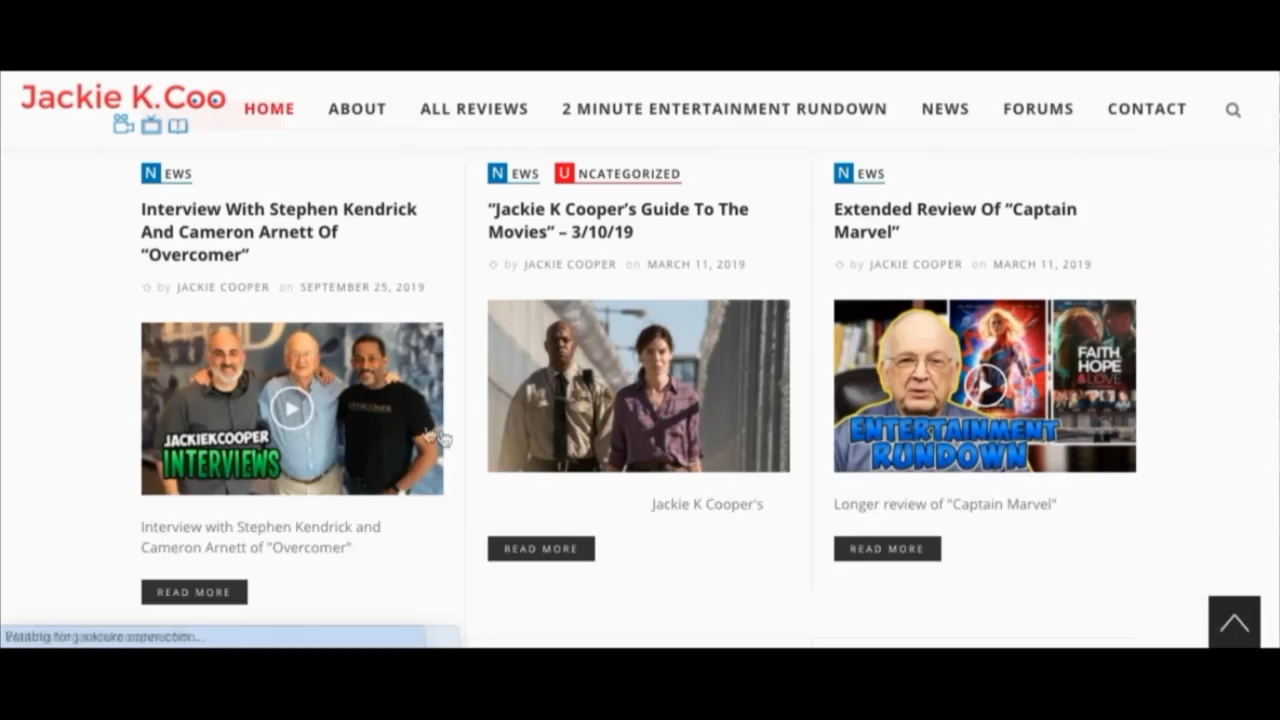 Jackie K.Coo
HOME ABOUT ALL REVIEWS 2 MINUTE ENTERTAINMENT RUNDOWN NEWS FORUMS CONTACT
NEWS
Interview With Stephen Kendrick
And Cameron Arnett Of
“Overcomer”
by JACKIE COOPER on SEPTEMBER 25, 2019
JACKIEKCOOPER
INTERVIEWS
OVERCOMER
Interview with Stephen Kendrick and
Cameron Arnett of "Overcomer"
READ MORE
NEWS UNCATEGORIZED
“Jackie K Cooper’s Guide To The
Movies” – 3/10/19
by JACKIE COOPER on MARCH 11, 2019
Jackie K Cooper's
READ MORE
NEWS
Extended Review Of “Captain
Marvel”
by JACKIE COOPER on MARCH 11, 2019
FAITH,
HOPE
& LOVE
ENTERTAINMENT
RUNDOWN
Longer review of "Captain Marvel"
READ MORE